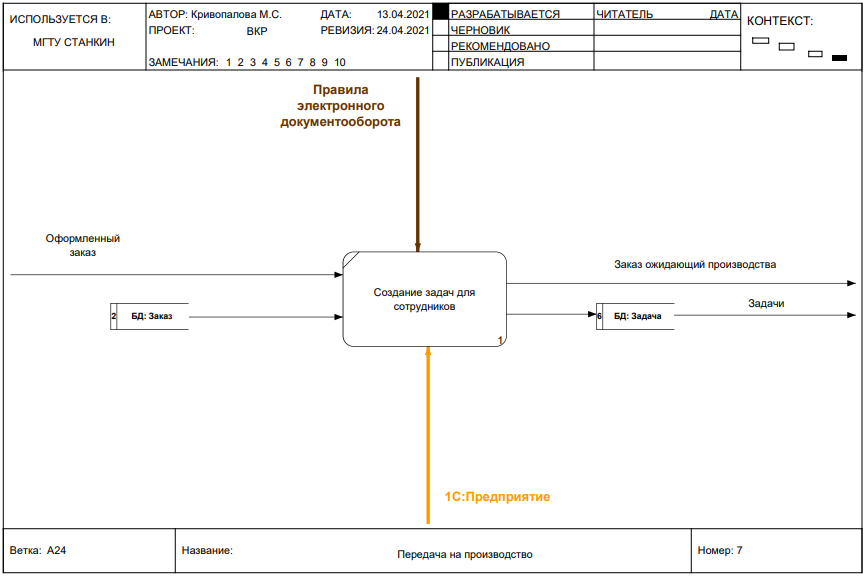 ИСПОЛЬЗУЕТСЯ В:
МГТУ СТАНКИН
АВТОР: Кривопалова М.С. ДАТА: 13.04.2021
ПРОЕКТ: ВКР РЕВИЗИЯ: 24.04.2021
ЗАМЕЧАНИЯ: 1 2 3 4 5 6 7 8 9 10
РАЗРАБАТЫВАЕТСЯ
ЧЕРНОВИК
РЕКОМЕНДОВАНО
ПУБЛИКАЦИЯ
ЧИТАТЕЛЬ ДАТА
КОНТЕКСТ:
Правила
электронного
документооборота
Оформленный
заказ
2 БД: Заказ
Создание задач для
сотрудников
1
Заказ ожидающий производства
6 БД: Задача
Задачи
1С:Предприятие
Ветка: А24
Название: Передача на производство
Номер: 7